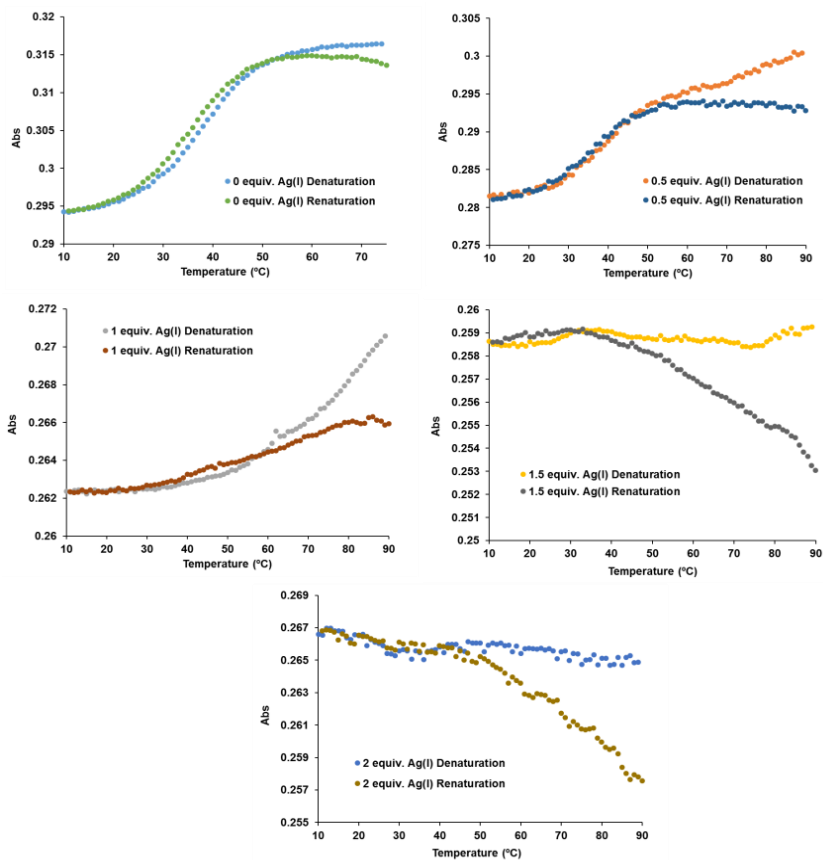 0.32
0.315
0.31
0.305
0.3
0.295
0.29
Abs
10 20 30 40 50 60 70
Temperature (ºC)
0 equiv. Ag(I) Denaturation
0 equiv. Ag(I) Renaturation
0.305
0.3
0.295
0.29
0.285
0.28
0.275
Abs
10 20 30 40 50 60 70 80 90
Temperature (ºC)
0.5 equiv. Ag(I) Denaturation
0.5 equiv. Ag(I) Renaturation
0.272
0.27
0.268
0.266
0.264
0.262
0.26
Abs
10 20 30 40 50 60 70 80 90
Temperature (ºC)
1 equiv. Ag(I) Denaturation
1 equiv. Ag(I) Renaturation
0.26
0.259
0.258
0.257
0.256
0.255
0.254
0.253
0.252
0.251
0.25
Abs
10 20 30 40 50 60 70 80 90
Temperature (ºC)
1.5 equiv. Ag(I) Denaturation
1.5 equiv. Ag(I) Renaturation
0.269
0.267
0.265
0.263
0.261
0.259
0.257
0.255
Abs
10 20 30 40 50 60 70 80 90
Temperature (ºC)
2 equiv. Ag(I) Denaturation
2 equiv. Ag(I) Renaturation